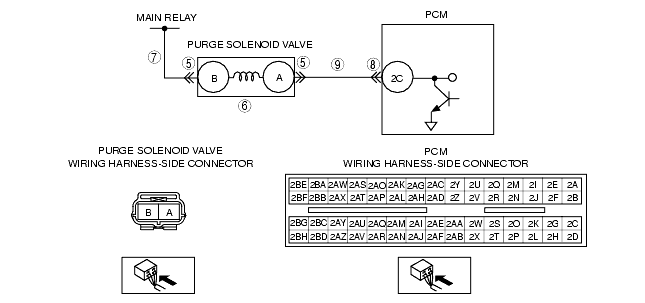 MAIN RELAY
PCM
PURGE SOLENOID VALVE
⑦ ⑤ B A ⑤ ⑨ ⑧ 2C
⑥
PURGE SOLENOID VALVE
WIRING HARNESS-SIDE CONNECTOR
B A
PCM
WIRING HARNESS-SIDE CONNECTOR
2BE 2BA 2AW 2AS 2AO 2AK 2AG 2AC 2Y 2U 2Q 2M 2I 2E 2A
2BF 2BB 2AX 2AT 2AP 2AL 2AH 2AD 2Z 2V 2R 2N 2J 2F 2B
2BG 2BC 2AY 2AU 2AQ 2AM 2AI 2AE 2AA 2W 2S 2O 2K 2G 2C
2BH 2BD 2AZ 2AV 2AR 2AN 2AJ 2AF 2AB 2X 2T 2P 2L 2H 2D